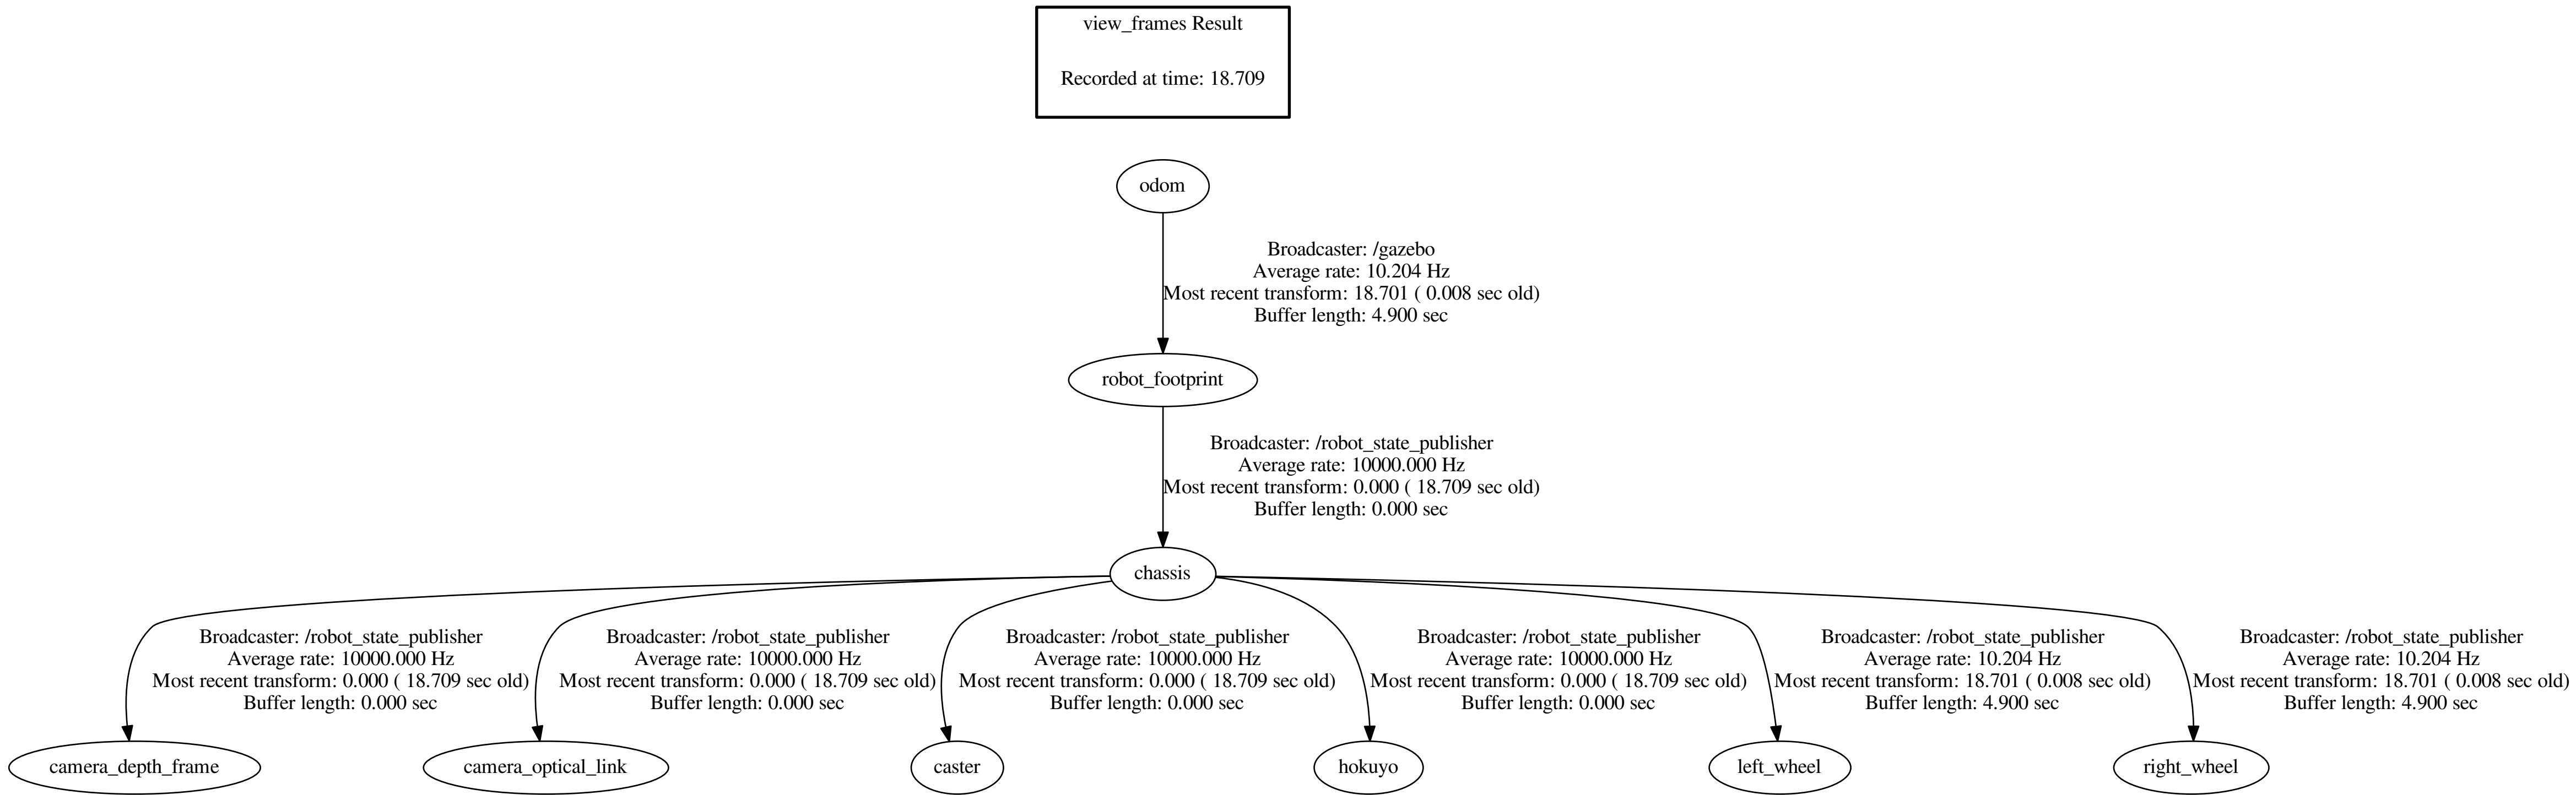 view_frames Result
Recorded at time: 18.709
odom
Broadcaster: /gazebo
Average rate: 10.204 Hz
Most recent transform: 18.701 ( 0.008 sec old)
Buffer length: 4.900 sec
robot_footprint
Broadcaster: /robot_state_publisher
Average rate: 10000.000 Hz
Most recent transform: 0.000 ( 18.709 sec old)
Buffer length: 0.000 sec
chassis
Broadcaster: /robot_state_publisher
Average rate: 10000.000 Hz
Most recent transform: 0.000 ( 18.709 sec old)
Buffer length: 0.000 sec
Broadcaster: /robot_state_publisher
Average rate: 10000.000 Hz
Most recent transform: 0.000 ( 18.709 sec old)
Buffer length: 0.000 sec
Broadcaster: /robot_state_publisher
Average rate: 10000.000 Hz
Most recent transform: 0.000 ( 18.709 sec old)
Buffer length: 0.000 sec
Broadcaster: /robot_state_publisher
Average rate: 10000.000 Hz
Most recent transform: 0.000 ( 18.709 sec old)
Buffer length: 0.000 sec
Broadcaster: /robot_state_publisher
Average rate: 10.204 Hz
Most recent transform: 18.701 ( 0.008 sec old)
Buffer length: 4.900 sec
Broadcaster: /robot_state_publisher
Average rate: 10.204 Hz
Most recent transform: 18.701 ( 0.008 sec old)
Buffer length: 4.900 sec
camera_depth_frame
camera_optical_link
caster
hokuyo
left_wheel
right_wheel